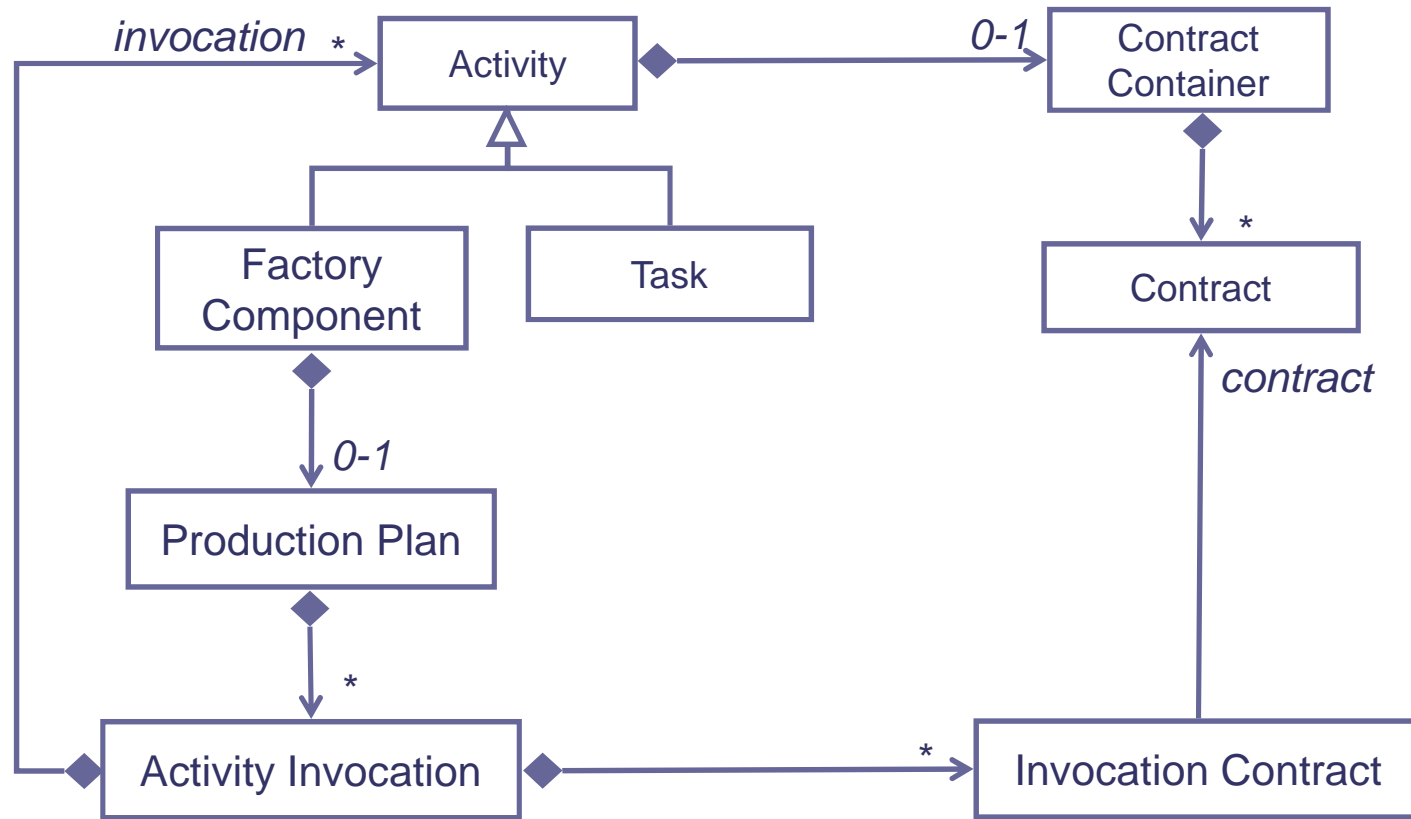 invocation *
Activity
0-1
Contract
Container
*
Factory
Component
Task
Contract
contract
0-1
Production Plan
*
Activity Invocation
*
Invocation Contract